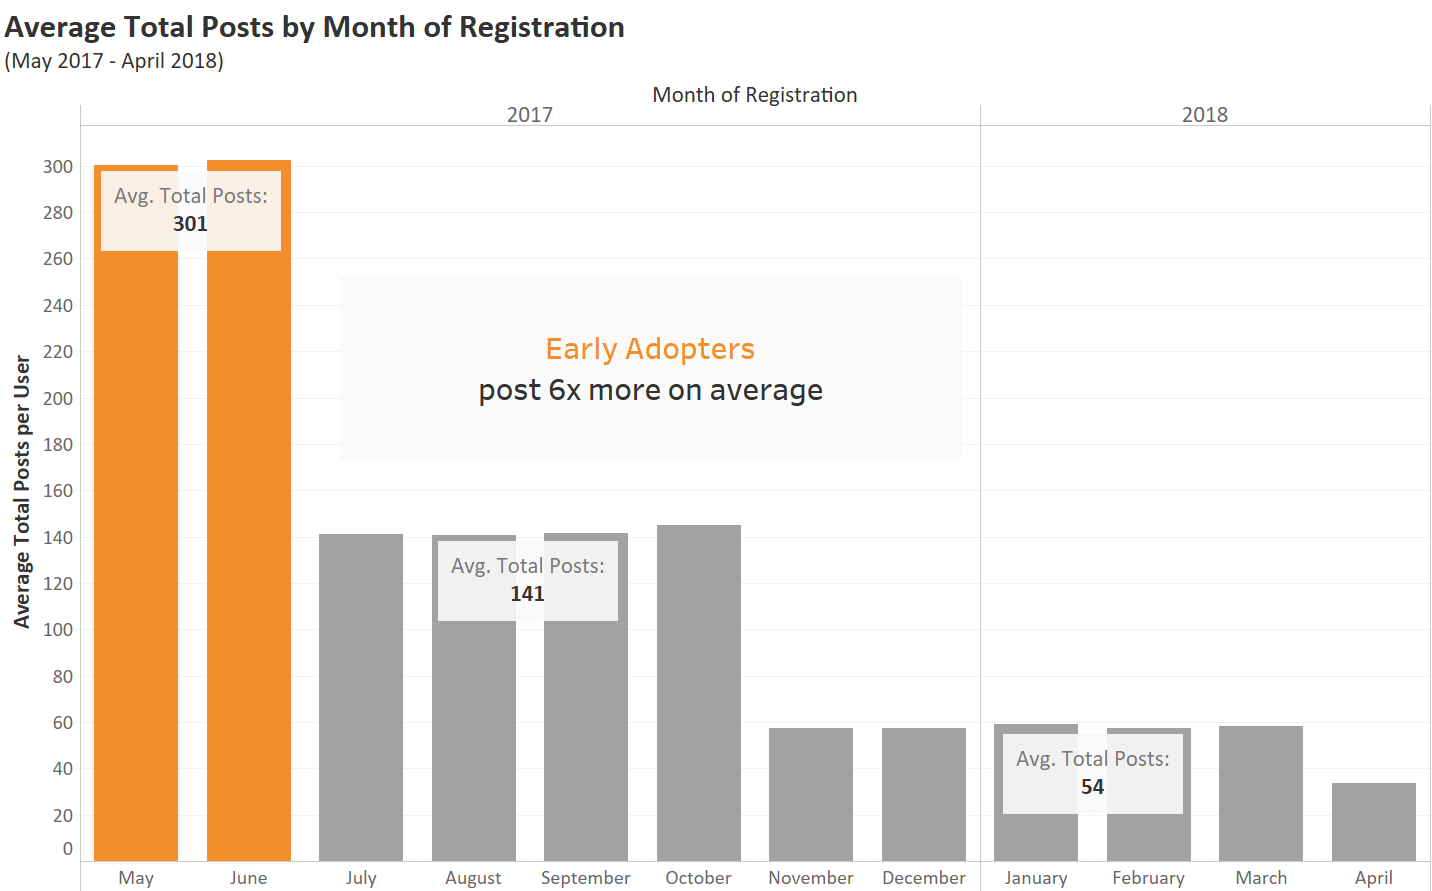 Average Total Posts by Month of Registration
(May 2017 - April 2018)
Month of Registration
2017
2018
Average Total Posts per User
300
280
260
240
220
200
180
160
140
120
100
80
60
40
20
0
Avg. Total Posts:
301
Early Adopters
post 6x more on average
Avg. Total Posts:
141
Avg. Total Posts:
54
May
June
July
August
September
October
November
December
January
February
March
April